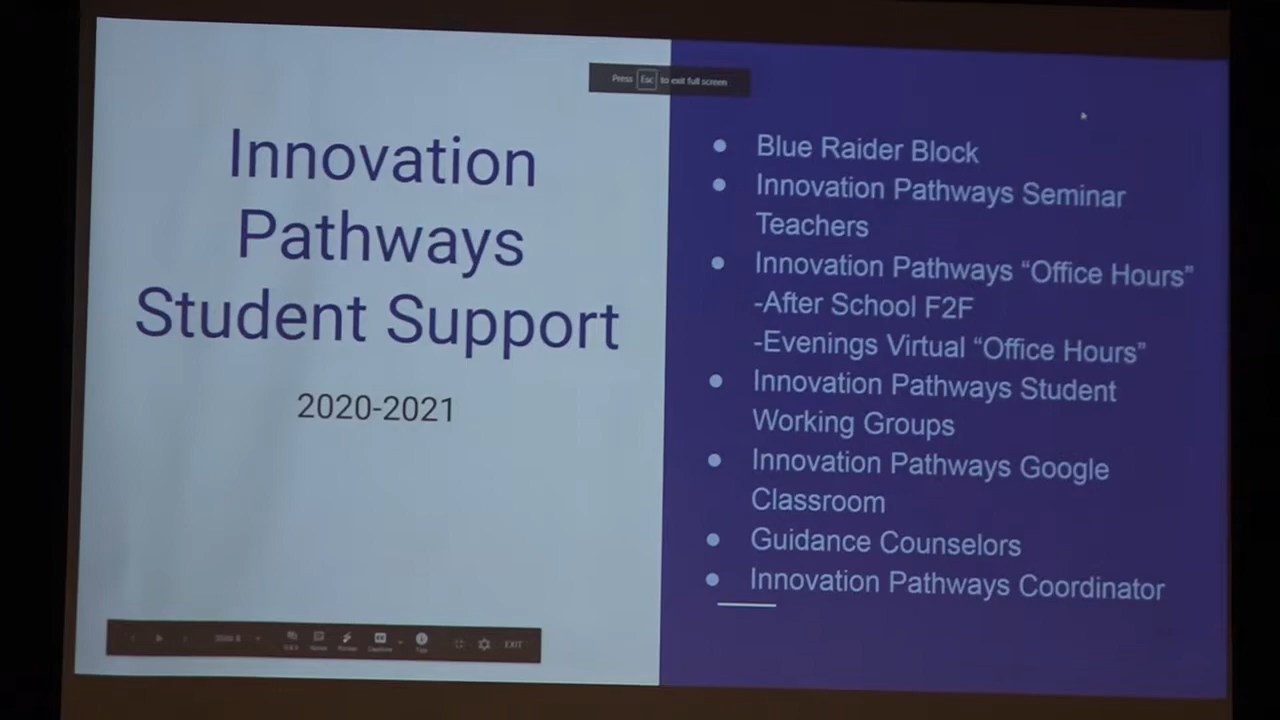 Press Esc to exit full screen
Innovation
Pathways
Student Support
2020-2021
● Blue Raider Block
● Innovation Pathways Seminar
Teachers
● Innovation Pathways “Office Hours”
-After School F2F
-Evenings Virtual “Office Hours”
● Innovation Pathways Student
Working Groups
● Innovation Pathways Google
Classroom
● Guidance Counselors
● Innovation Pathways Coordinator
EXIT